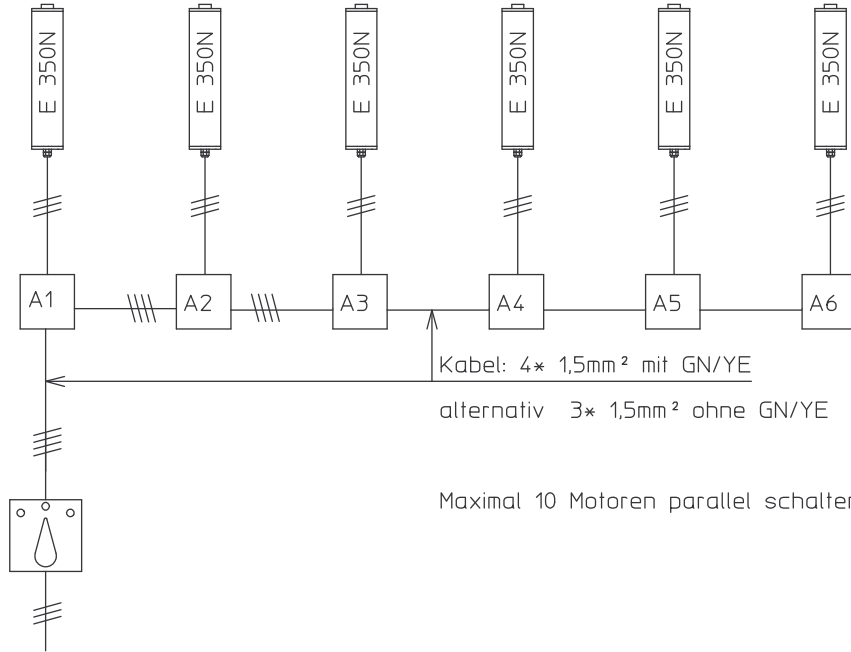 E 350N
E 350N
E 350N
E 350N
E 350N
E 350N
A1 A2 A3 A4 A5 A6
Kabel: 4* 1,5mm² mit GN/YE
alternativ 3* 1,5mm² ohne GN/YE
Maximal 10 Motoren parallel schalten